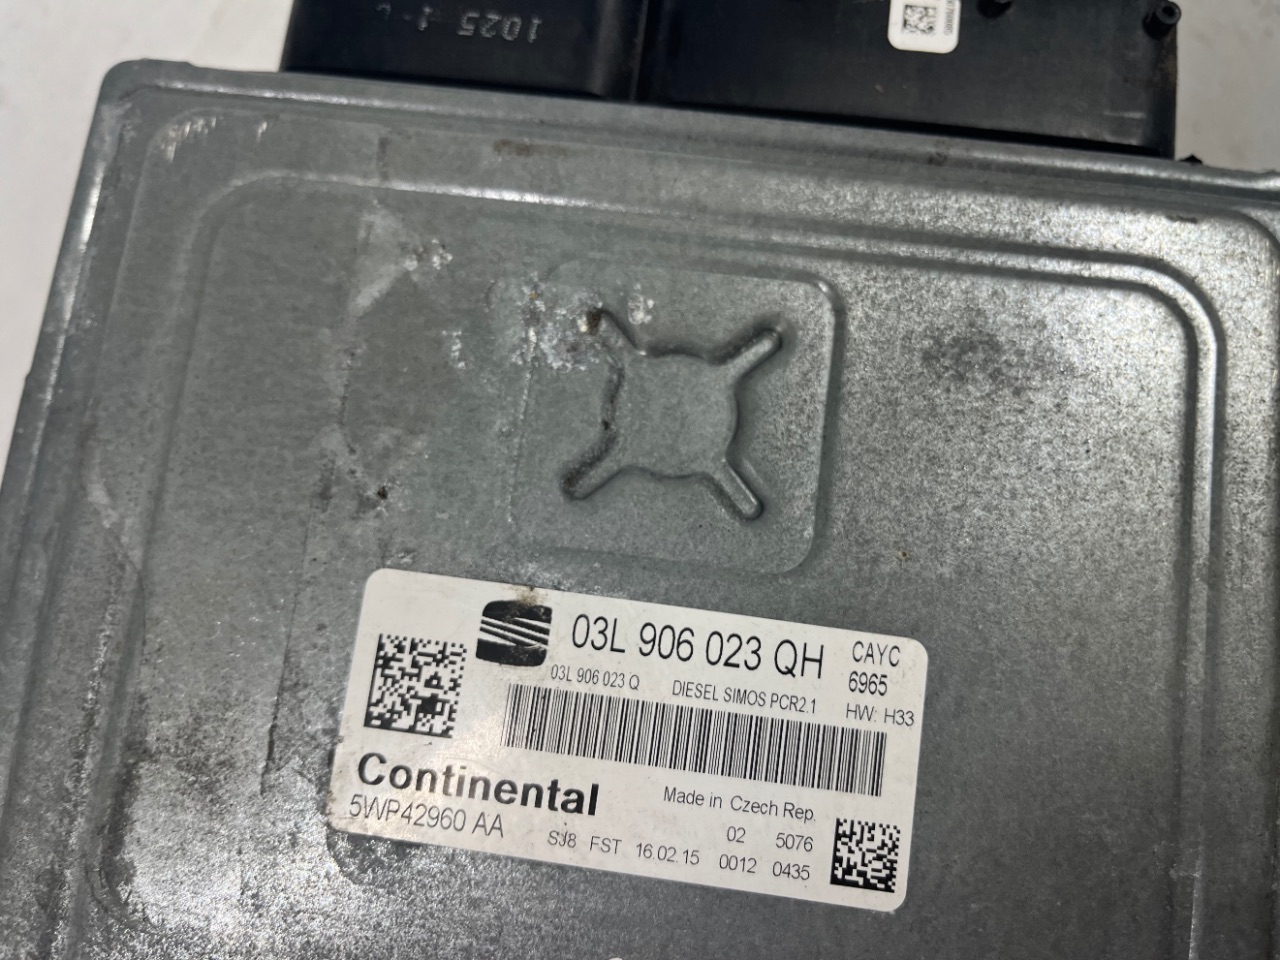 1025
03L 906 023 QH
CAYC
6965
HW: H33
03L 906 023 Q DIESEL SIMOS PCR2.1
Continental
5WP42960 AA
Made in Czech Rep.
02 5076
SJ8 FST 16.02.15 0012 0435